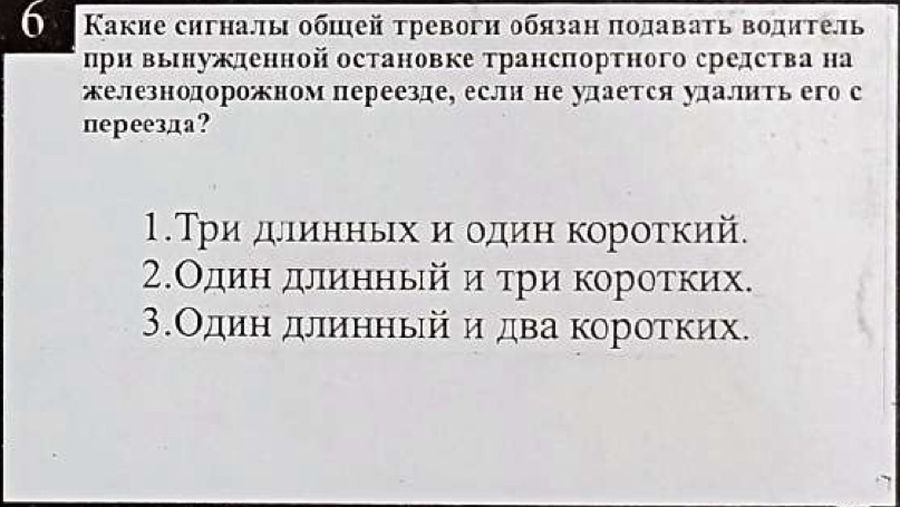 6
Какие сигналы общей тревоги обязан подавать водитель
при вынужденной остановке транспортного средства на
железнодорожном переезде, если не удается удалить его с
переезда?
1.Три длинных и один короткий.
2.Один длинный и три коротких.
3.Один длинный и два коротких.